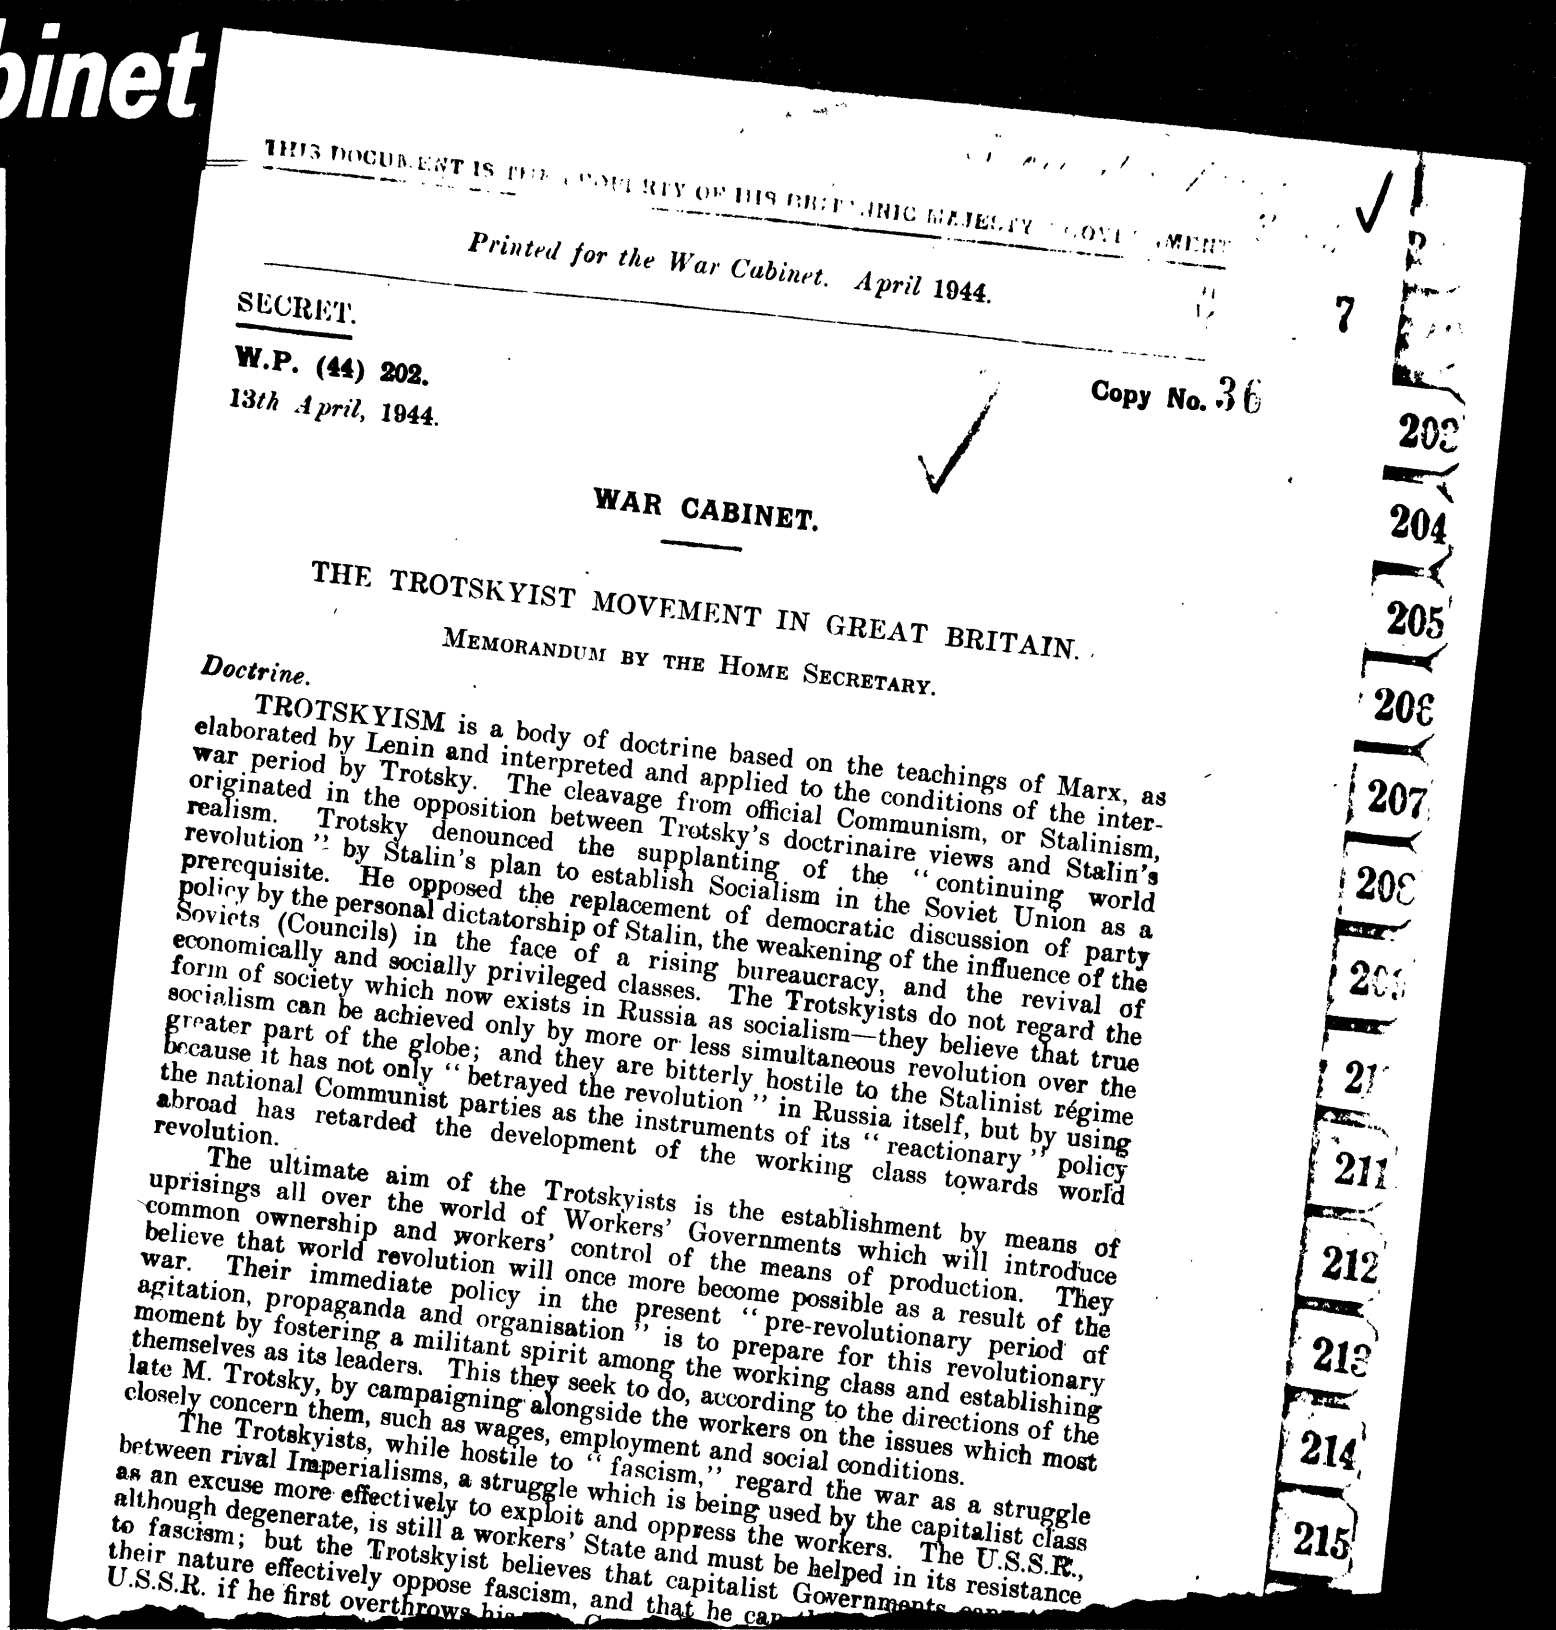 binet
THIS DOCUMENT IS THE PROPERTY OF HIS BRITANNIC MAJESTY'S GOVERNMENT
Printed for the War Cabinet. April 1944.
7
SECRET.
W.P. (44) 202.
Copy No. 36
13th April, 1944.
WAR CABINET.
THE TROTSKYIST MOVEMENT IN GREAT BRITAIN.
MEMORANDUM BY THE HOME SECRETARY.
Doctrine.
TROTSKYISM is a body of doctrine based on the teachings of Marx, as
elaborated by Lenin and interpreted and applied to the conditions of the inter-
war period by Trotsky. The cleavage from official Communism, or Stalinism,
originated in the opposition between Trotsky's doctrinaire views and Stalin's
realism. Trotsky denounced the supplanting of the "continuing world
revolution" by Stalin's plan to establish Socialism in the Soviet Union as a
prerequisite. He opposed the replacement of democratic discussion of party
policy by the personal dictatorship of Stalin, the weakening of the influence of the
Soviets (Councils) in the face of a rising bureaucracy, and the revival of
economically and socially privileged classes. The Trotskyists do not regard the
form of society which now exists in Russia as socialism—they believe that true
socialism can be achieved only by more or less simultaneous revolution over the
greater part of the globe; and they are bitterly hostile to the Stalinist régime
because it has not only "betrayed the revolution" in Russia itself, but by using
the national Communist parties as the instruments of its "reactionary" policy
abroad has retarded the development of the working class towards world
revolution.
The ultimate aim of the Trotskyists is the establishment by means of
uprisings all over the world of Workers' Governments which will introduce
common ownership and workers' control of the means of production. They
believe that world revolution will once more become possible as a result of the
war. Their immediate policy in the present "pre-revolutionary period of
agitation, propaganda and organisation" is to prepare for this revolutionary
moment by fostering a militant spirit among the working class and establishing
themselves as its leaders. This they seek to do, according to the directions of the
late M. Trotsky, by campaigning alongside the workers on the issues which most
closely concern them, such as wages, employment and social conditions.
The Trotskyists, while hostile to "fascism," regard the war as a struggle
between rival Imperialisms, a struggle which is being used by the capitalist class
as an excuse more effectively to exploit and oppress the workers. The U.S.S.R.,
although degenerate, is still a workers' State and must be helped in its resistance
to fascism; but the Trotskyist believes that capitalist Governments
their nature effectively oppose fascism, and that he can
U.S.S.R. if he first overthrows his
203
204
205
206
207
208
209
211
212
213
214
215